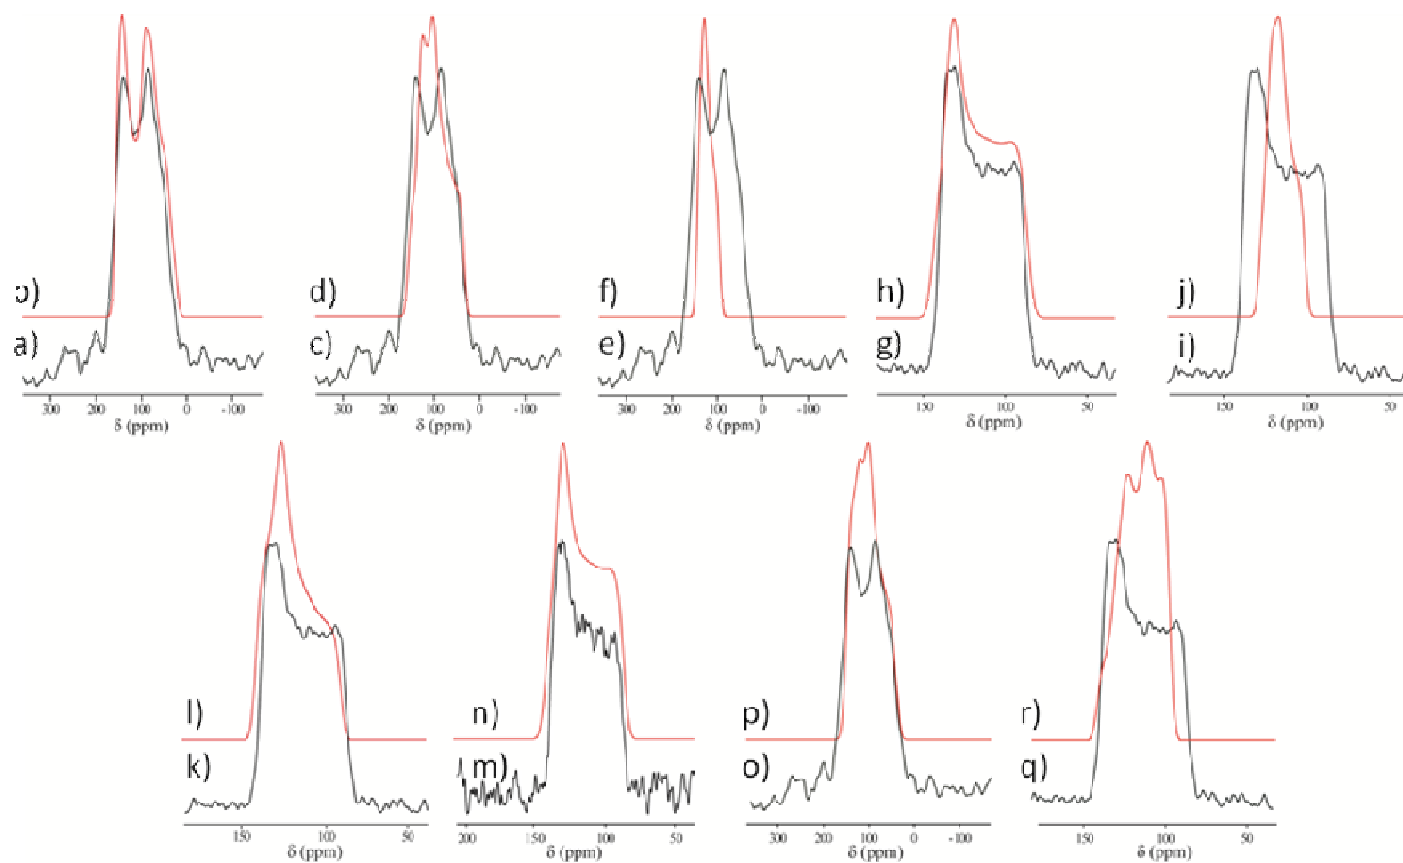 b) d) f) h) j)
a) c) e) g) i)
300 200 100 0 -100 300 200 100 0 -100 300 200 100 0 -100 150 100 50 150 100 50
δ (ppm) δ (ppm) δ (ppm) δ (ppm) δ (ppm)
l) n) p) r)
k) m) o) q)
150 100 50 200 150 100 50 300 200 100 0 -100 150 100 50
δ (ppm) δ (ppm) δ (ppm) δ (ppm)